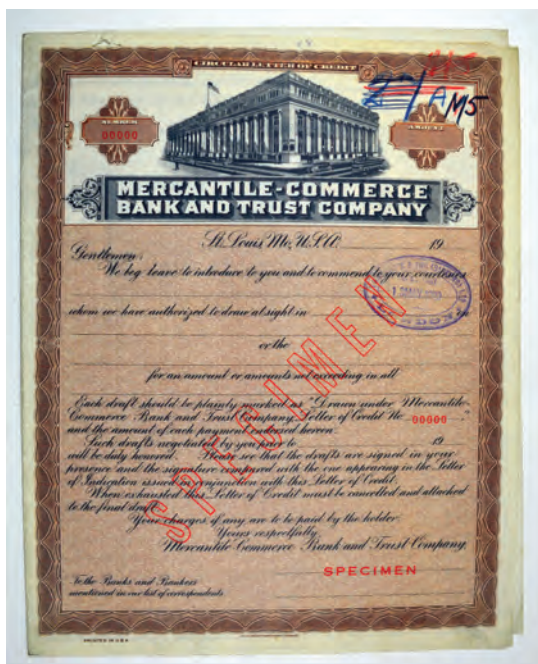 CIRCULAR LETTER OF CREDIT
NUMBER
00000
AMOUNT
AM5
MERCANTILE-COMMERCE
BANK AND TRUST COMPANY
St. Louis, Mo., U.S.A. 19
Gentlemen:
We beg leave to introduce to you and to commend to your courtesies
whom we have authorized to draw at sight in
or the
for an amount or amounts not exceeding in all
Each draft should be plainly marked as "Drawn under Mercantile-
Commerce Bank and Trust Company Letter of Credit No. 00000 "
and the amount of each payment endorsed hereon.
Such drafts negotiated by you prior to 19
will be duly honored. Please see that the drafts are signed in your
presence and the signature compared with the one appearing in the Letter
of Indication issued in conjunction with this Letter of Credit.
When exhausted this Letter of Credit must be cancelled and attached
to the final draft.
Your charges if any are to be paid by the holder.
Yours respectfully,
Mercantile-Commerce Bank and Trust Company,
SPECIMEN
SPECIMEN
To the Banks and Bankers
mentioned in our list of correspondents
PRINTED IN U.S.A.